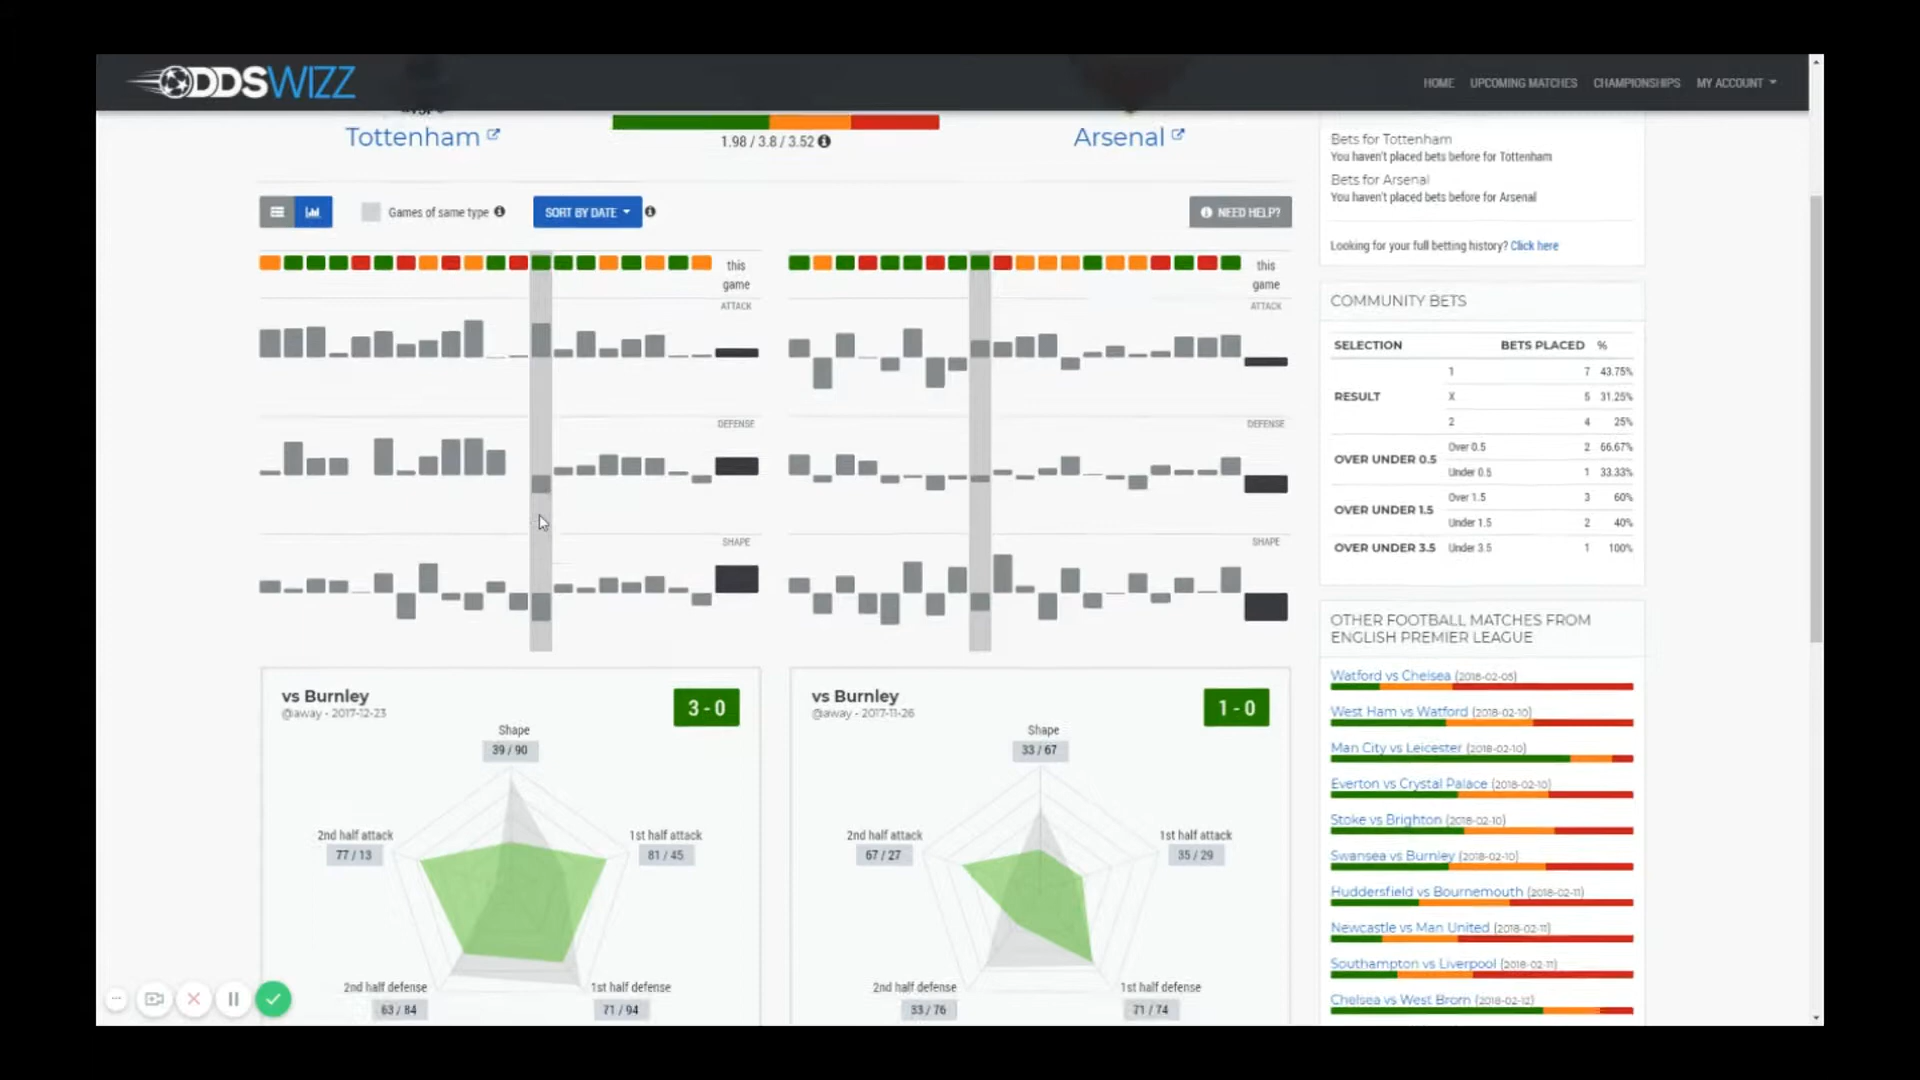 ODDSWIZZ
HOME UPCOMING MATCHES CHAMPIONSHIPS MY ACCOUNT
Tottenham
1.98 / 3.8 / 3.52
Arsenal
Bets for Tottenham
You haven't placed bets before for Tottenham
Bets for Arsenal
You haven't placed bets before for Arsenal
Looking for your full betting history? Click here
Games of same type
SORT BY DATE
NEED HELP?
this game
ATTACK
DEFENSE
SHAPE
this game
ATTACK
DEFENSE
SHAPE
vs Burnley
@away - 2017-12-23
3 - 0
Shape
39 / 90
2nd half attack
77 / 13
1st half attack
81 / 45
2nd half defense
63 / 84
1st half defense
71 / 94
vs Burnley
@away - 2017-11-26
1 - 0
Shape
33 / 67
2nd half attack
67 / 27
1st half attack
35 / 29
2nd half defense
33 / 76
1st half defense
71 / 74
COMMUNITY BETS
SELECTION BETS PLACED %
RESULT
1 7 43.75%
X 5 31.25%
2 4 25%
OVER UNDER 0.5
Over 0.5 2 66.67%
Under 0.5 1 33.33%
OVER UNDER 1.5
Over 1.5 3 60%
Under 1.5 2 40%
OVER UNDER 3.5 Under 3.5 1 100%
OTHER FOOTBALL MATCHES FROM
ENGLISH PREMIER LEAGUE
Watford vs Chelsea (2018-02-05)
West Ham vs Watford (2018-02-10)
Man City vs Leicester (2018-02-10)
Everton vs Crystal Palace (2018-02-10)
Stoke vs Brighton (2018-02-10)
Swansea vs Burnley (2018-02-10)
Huddersfield vs Bournemouth (2018-02-11)
Newcastle vs Man United (2018-02-11)
Southampton vs Liverpool (2018-02-11)
Chelsea vs West Brom (2018-02-12)